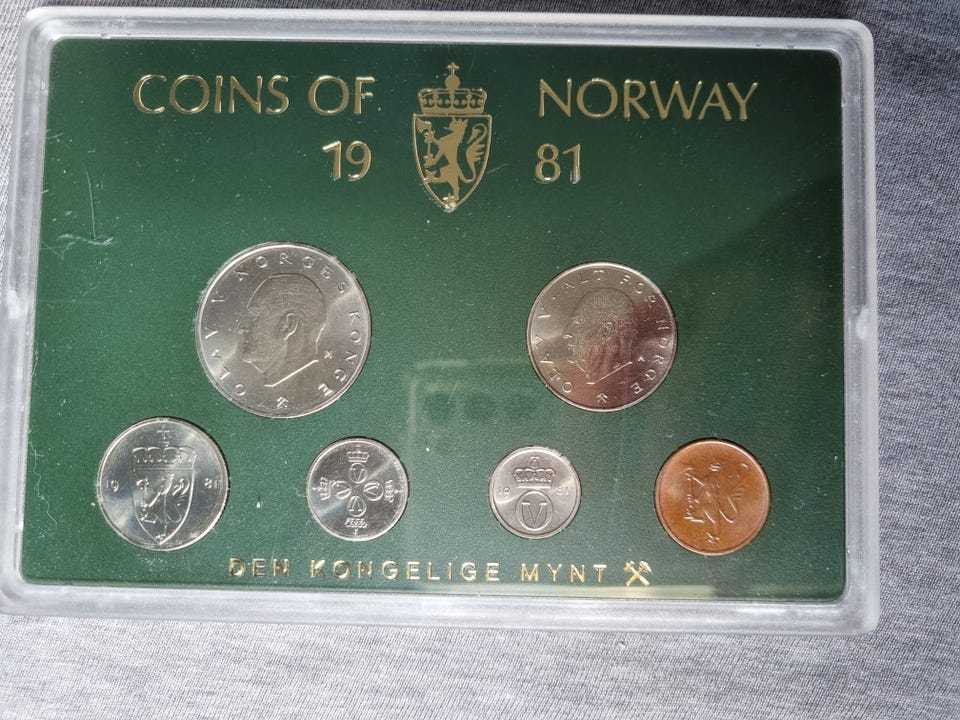 COINS OF NORWAY
19 81
OLAV V NORGES KONGE
OLAV V · ALT FOR NORGE
19 81
19 81
V
DEN KONGELIGE MYNT